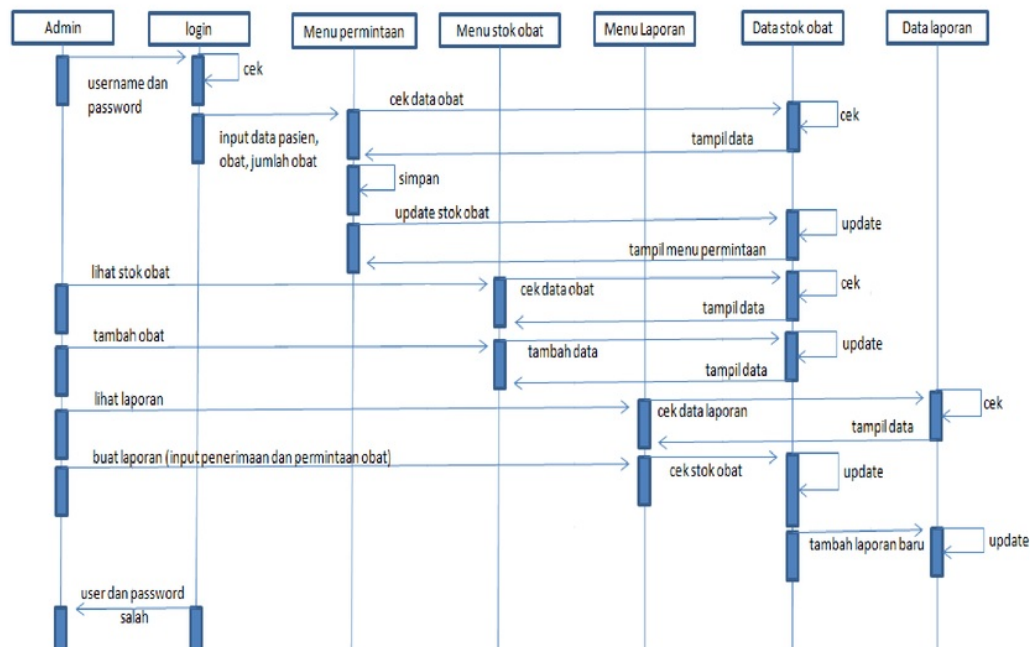 Admin
login
Menu permintaan
Menu stok obat
Menu Laporan
Data stok obat
Data laporan
username dan
password
cek
input data pasien,
obat, jumlah obat
cek data obat
cek
tampil data
simpan
update stok obat
update
tampil menu permintaan
lihat stok obat
cek data obat
cek
tampil data
tambah obat
tambah data
update
tampil data
lihat laporan
cek data laporan
cek
tampil data
buat laporan (input penerimaan dan permintaan obat)
cek stok obat
update
tambah laporan baru
update
user dan password
salah